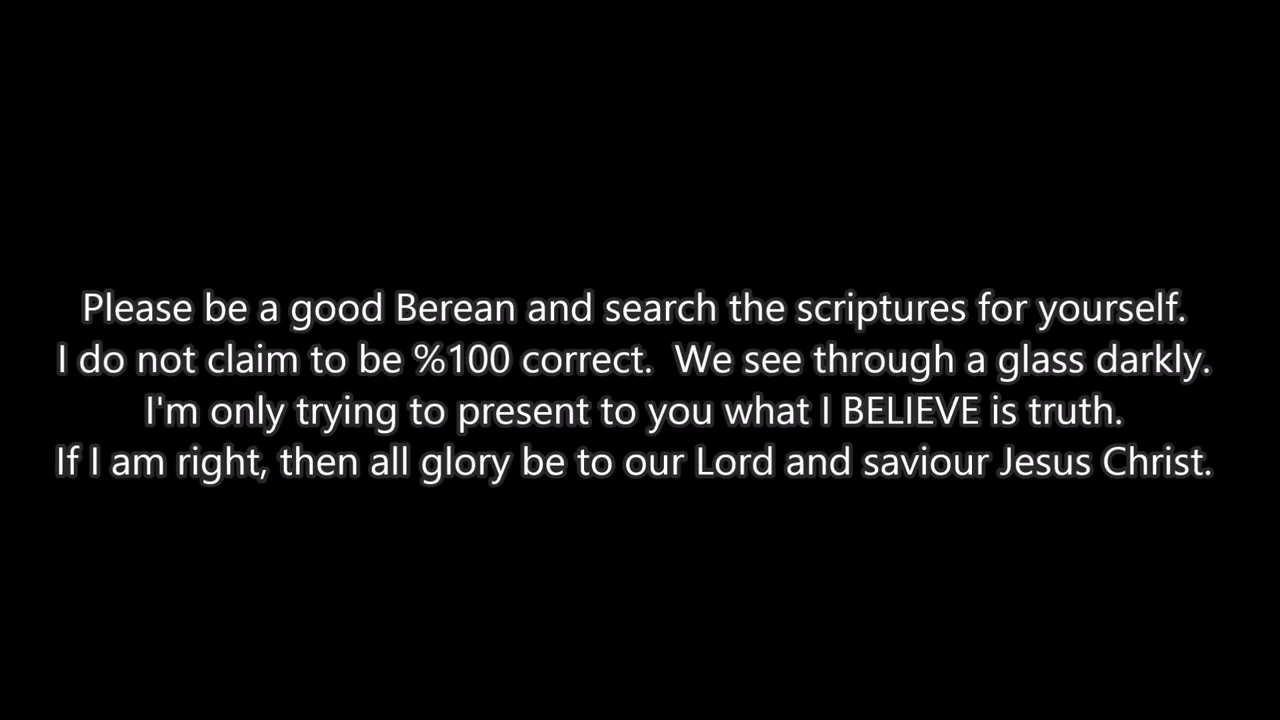 Please be a good Berean and search the scriptures for yourself.
I do not claim to be %100 correct.  We see through a glass darkly.
I'm only trying to present to you what I BELIEVE is truth.
If I am right, then all glory be to our Lord and saviour Jesus Christ.